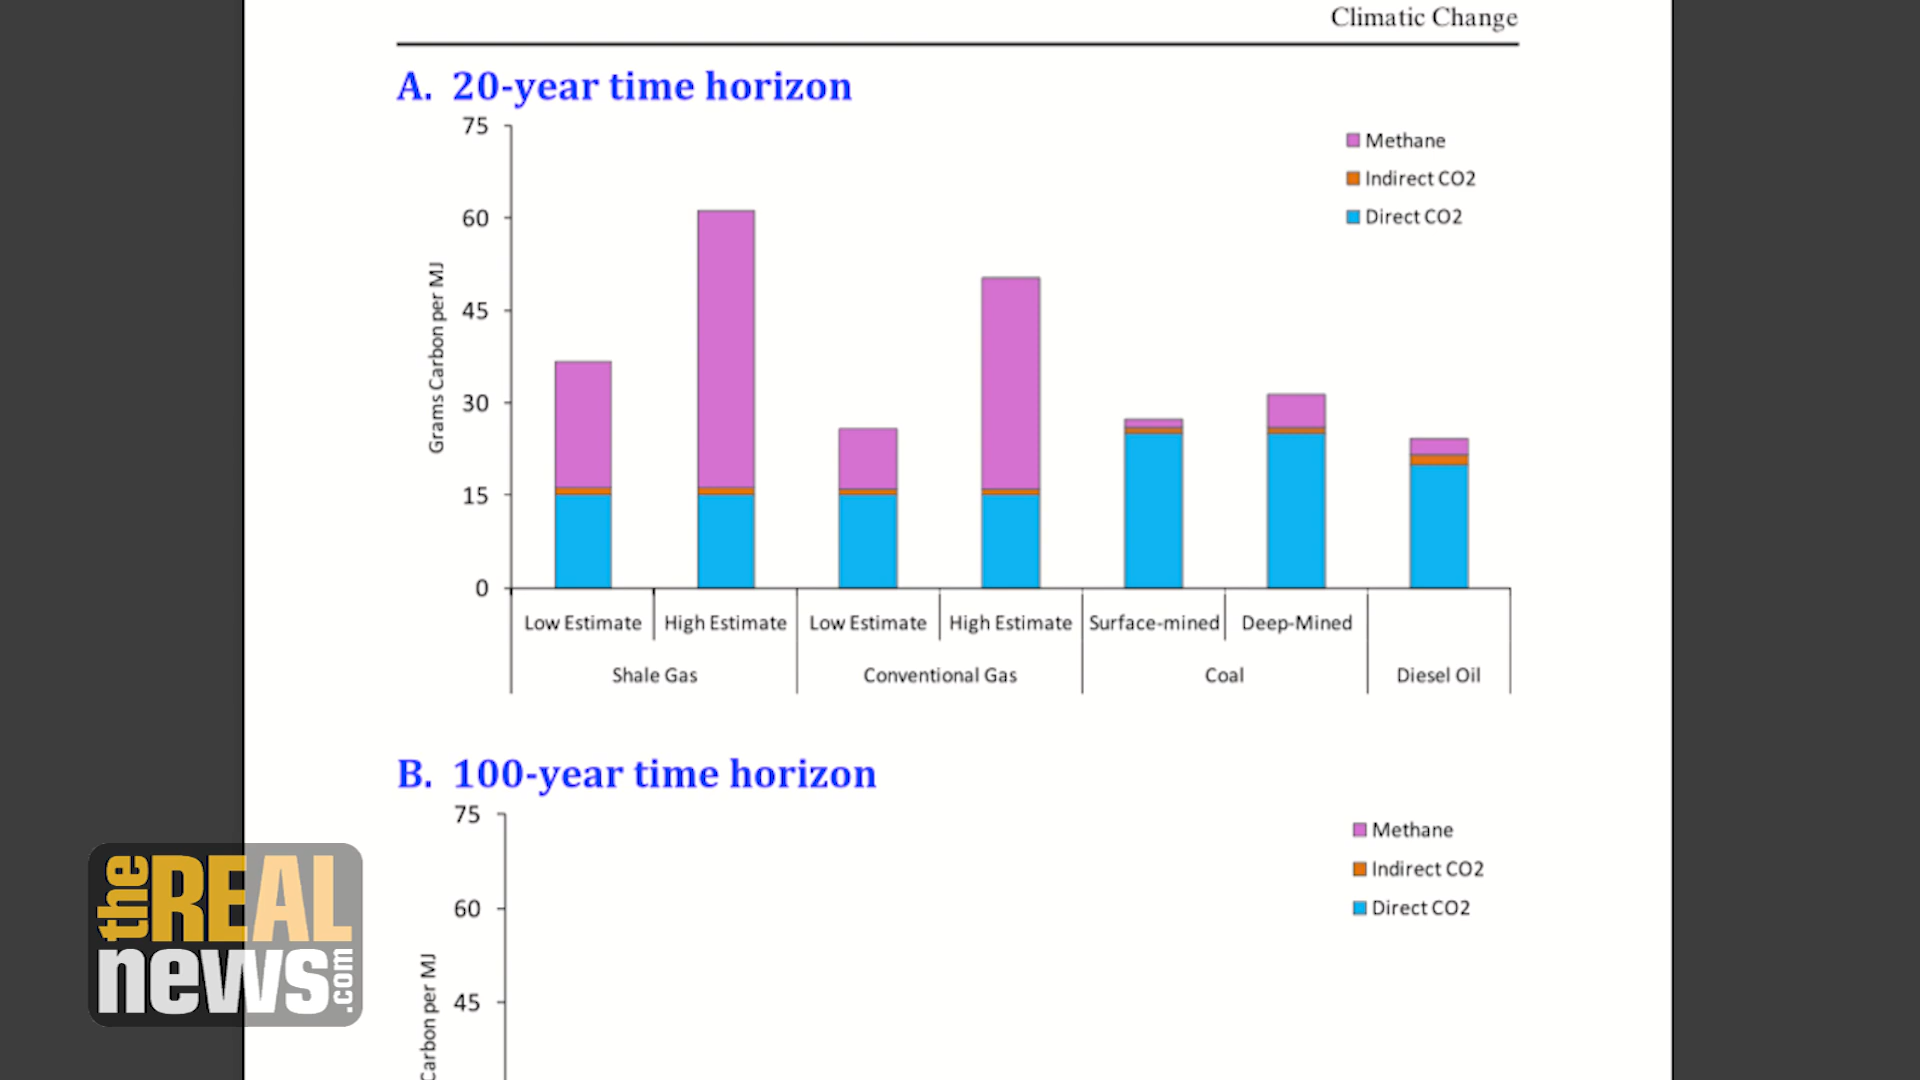 Climatic Change
A. 20-year time horizon
75
60
45
30
15
0
Grams Carbon per MJ
Methane
Indirect CO2
Direct CO2
Low Estimate High Estimate Low Estimate High Estimate Surface-mined Deep-Mined
Shale Gas Conventional Gas Coal Diesel Oil
B. 100-year time horizon
75
60
45
Carbon per MJ
Methane
Indirect CO2
Direct CO2
the REAL
news.com